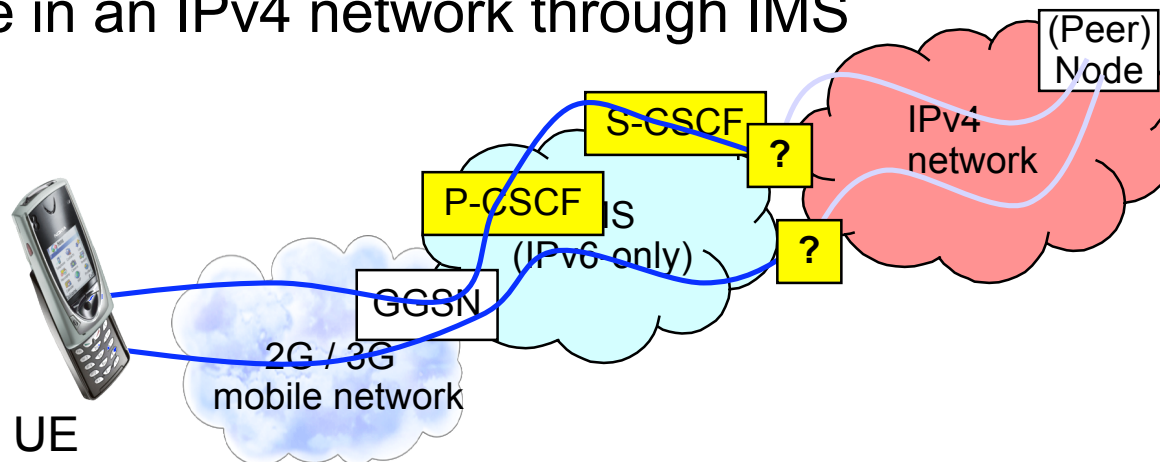 e in an IPv4 network through IMS
(Peer)
Node
S-CSCF
?
IPv4
network
P-CSCF
MS
(IPv6-only)
?
GGSN
2G / 3G
mobile network
UE